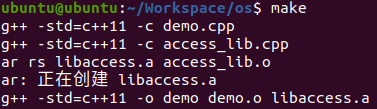 ubuntu@ubuntu:~/Workspace/os$ make
g++ -std=c++11 -c demo.cpp
g++ -std=c++11 -c access_lib.cpp
ar rs libaccess.a access_lib.o
ar: 正在创建 libaccess.a
g++ -std=c++11 -o demo demo.o libaccess.a